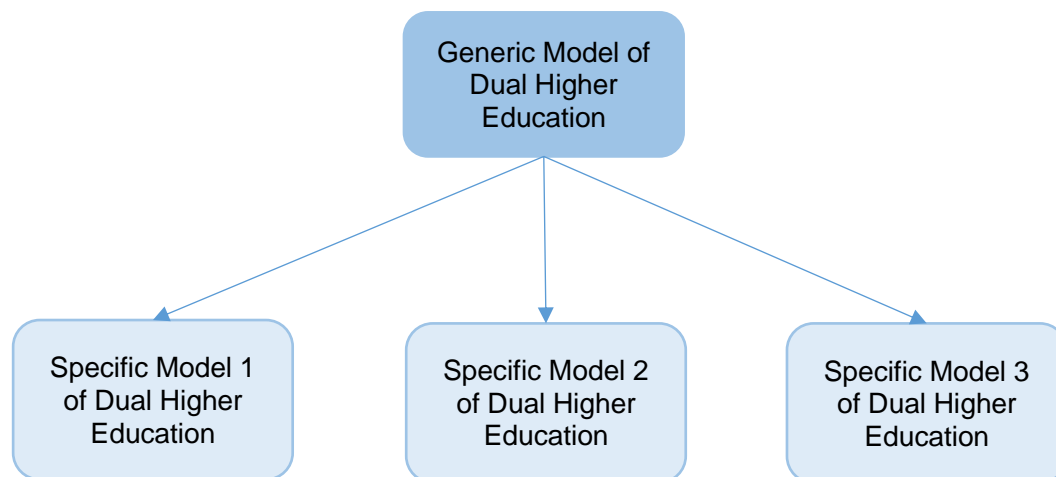 Generic Model of
Dual Higher
Education
Specific Model 1
of Dual Higher
Education
Specific Model 2
of Dual Higher
Education
Specific Model 3
of Dual Higher
Education